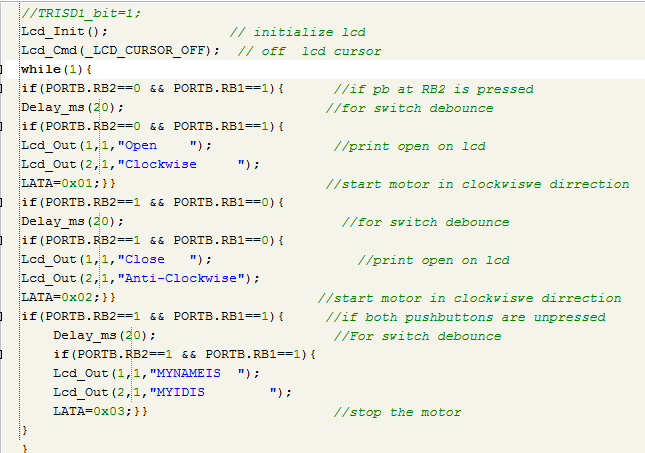 //TRISD1_bit=1;
Lcd_Init();                // initialize lcd
Lcd_Cmd(_LCD_CURSOR_OFF);  // off  lcd cursor
while(1){
if(PORTB.RB2==0 && PORTB.RB1==1){      //if pb at RB2 is pressed
Delay_ms(20);                         //for switch debounce
if(PORTB.RB2==0 && PORTB.RB1==1){
Lcd_Out(1,1,"Open    ");               //print open on lcd
Lcd_Out(2,1,"Clockwise     ");
LATA=0x01;}}                          //start motor in clockviswe dirrection
if(PORTB.RB2==1 && PORTB.RB1==0){
Delay_ms(20);                           //for switch debounce
if(PORTB.RB2==1 && PORTB.RB1==0){
Lcd_Out(1,1,"Close   ");                  //print open on lcd
Lcd_Out(2,1,"Anti-Clockwise");
LATA=0x02;}}                         //start motor in clockviswe dirrection
if(PORTB.RB2==1 && PORTB.RB1==1){     //if both pushbuttons are unpressed
    Delay_ms(20);                      //For switch debounce
    if(PORTB.RB2==1 && PORTB.RB1==1){
    Lcd_Out(1,1,"MYNAMEIS  ");
    Lcd_Out(2,1,"MYIDIS        ");
    LATA=0x03;}}                       //stop the motor
}
}